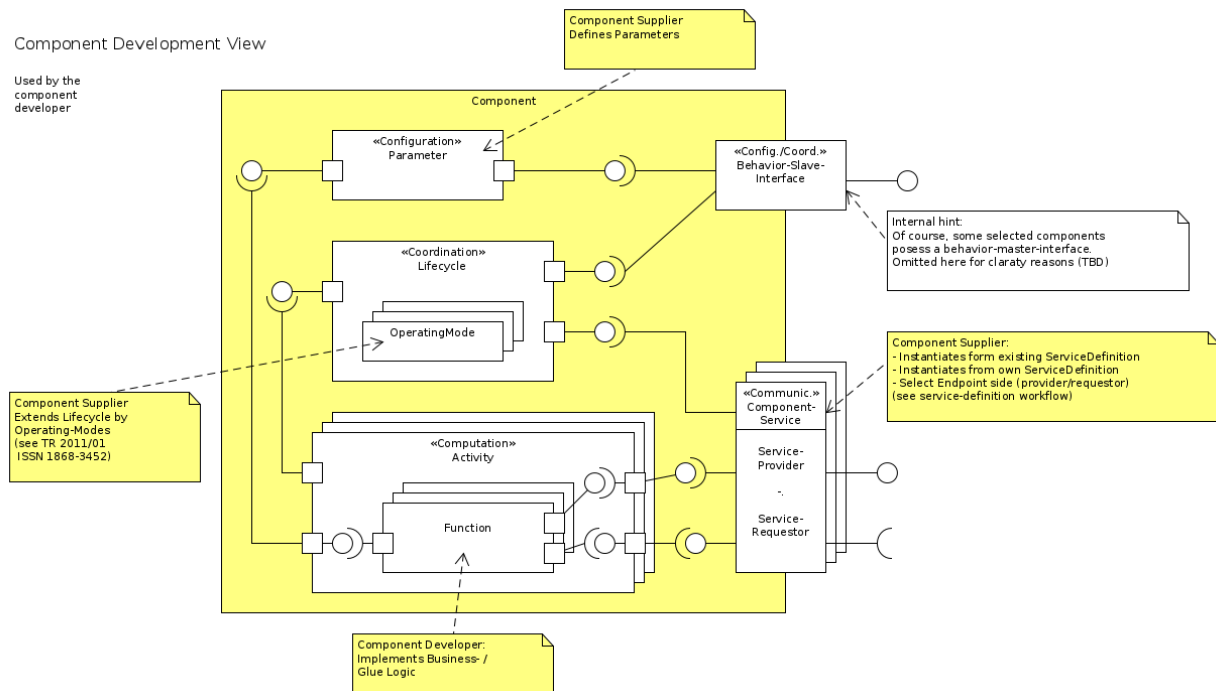 Component Development View
Used by the
component
developer
Component Supplier
Defines Parameters
Component
«Configuration»
Parameter
«Config./Coord.»
Behavior-Slave-
Interface
Internal hint:
Of course, some selected components
posess a behavior-master-interface.
Omitted here for claraty reasons (TBD)
«Coordination»
Lifecycle
OperatingMode
Component Supplier:
- Instantiates form existing ServiceDefinition
- Instantiates from own ServiceDefinition
- Select Endpoint side (provider/requestor)
(see service-definition workflow)
Component Supplier
Extends Lifecycle by
Operating-Modes
(see TR 2011/01
ISSN 1868-3452)
«Communic.»
Component-
Service
Service-
Provider
-.
Service-
Requestor
«Computation»
Activity
Function
Component Developer:
Implements Business- /
Glue Logic